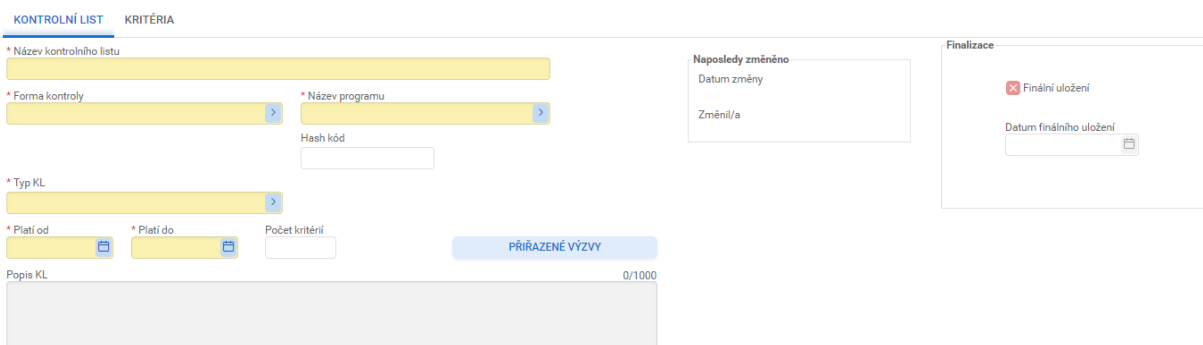 KONTROLNÍ LIST KRITÉRIA
* Název kontrolního listu
* Forma kontroly * Název programu
Hash kód
* Typ KL
* Platí od * Platí do Počet kritérií
PŘIŘAZENÉ VÝZVY
Popis KL 0/1000
Naposledy změněno
Datum změny
Změnil/a
Finalizace
Finální uložení
Datum finálního uložení